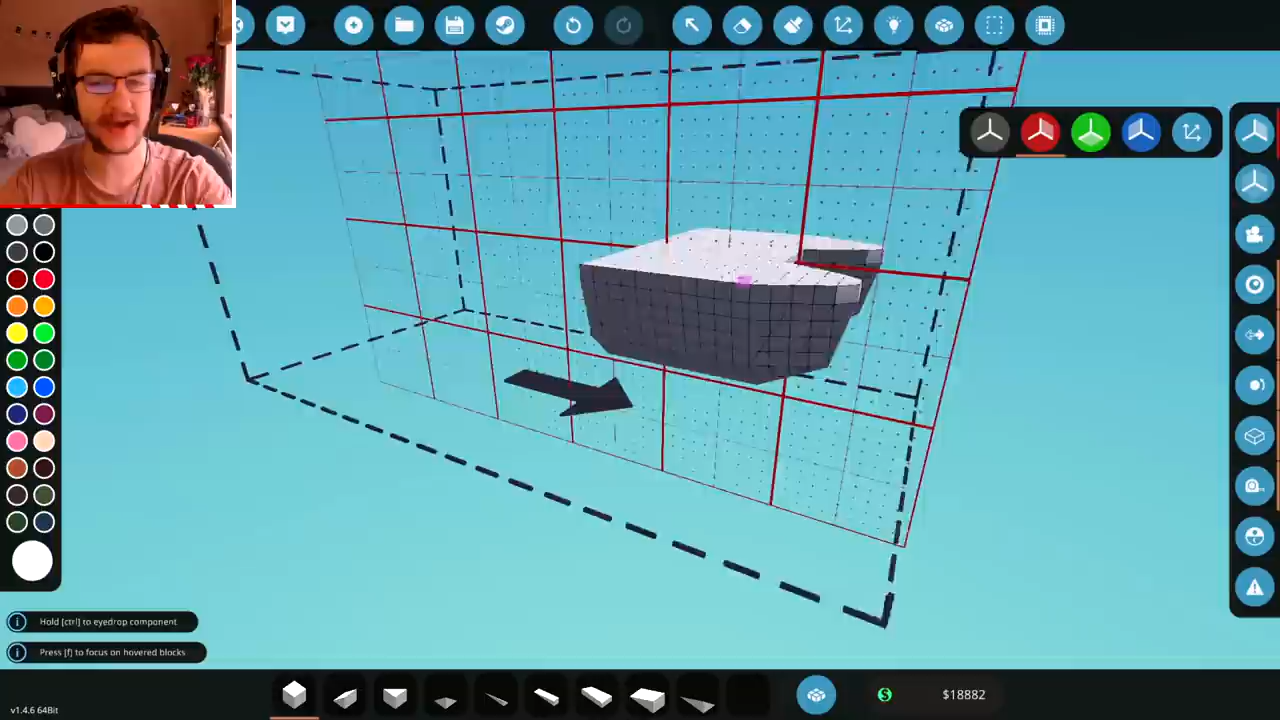 Hold [ctrl] to eyedrop component
Press [f] to focus on hovered blocks
v1.4.6 64Bit
$ $18882